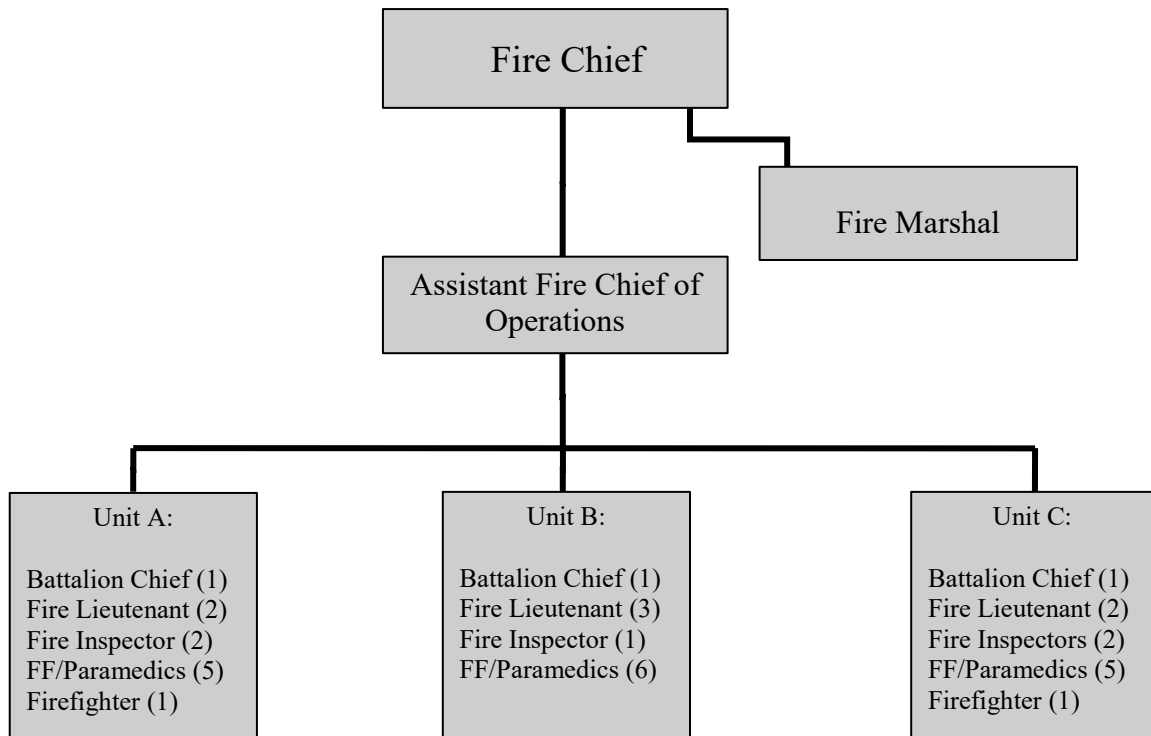 Fire Chief
Fire Marshal
Assistant Fire Chief of
Operations
Unit A:
Battalion Chief (1)
Fire Lieutenant (2)
Fire Inspector (2)
FF/Paramedics (5)
Firefighter (1)
Unit B:
Battalion Chief (1)
Fire Lieutenant (3)
Fire Inspector (1)
FF/Paramedics (6)
Unit C:
Battalion Chief (1)
Fire Lieutenant (2)
Fire Inspectors (2)
FF/Paramedics (5)
Firefighter (1)